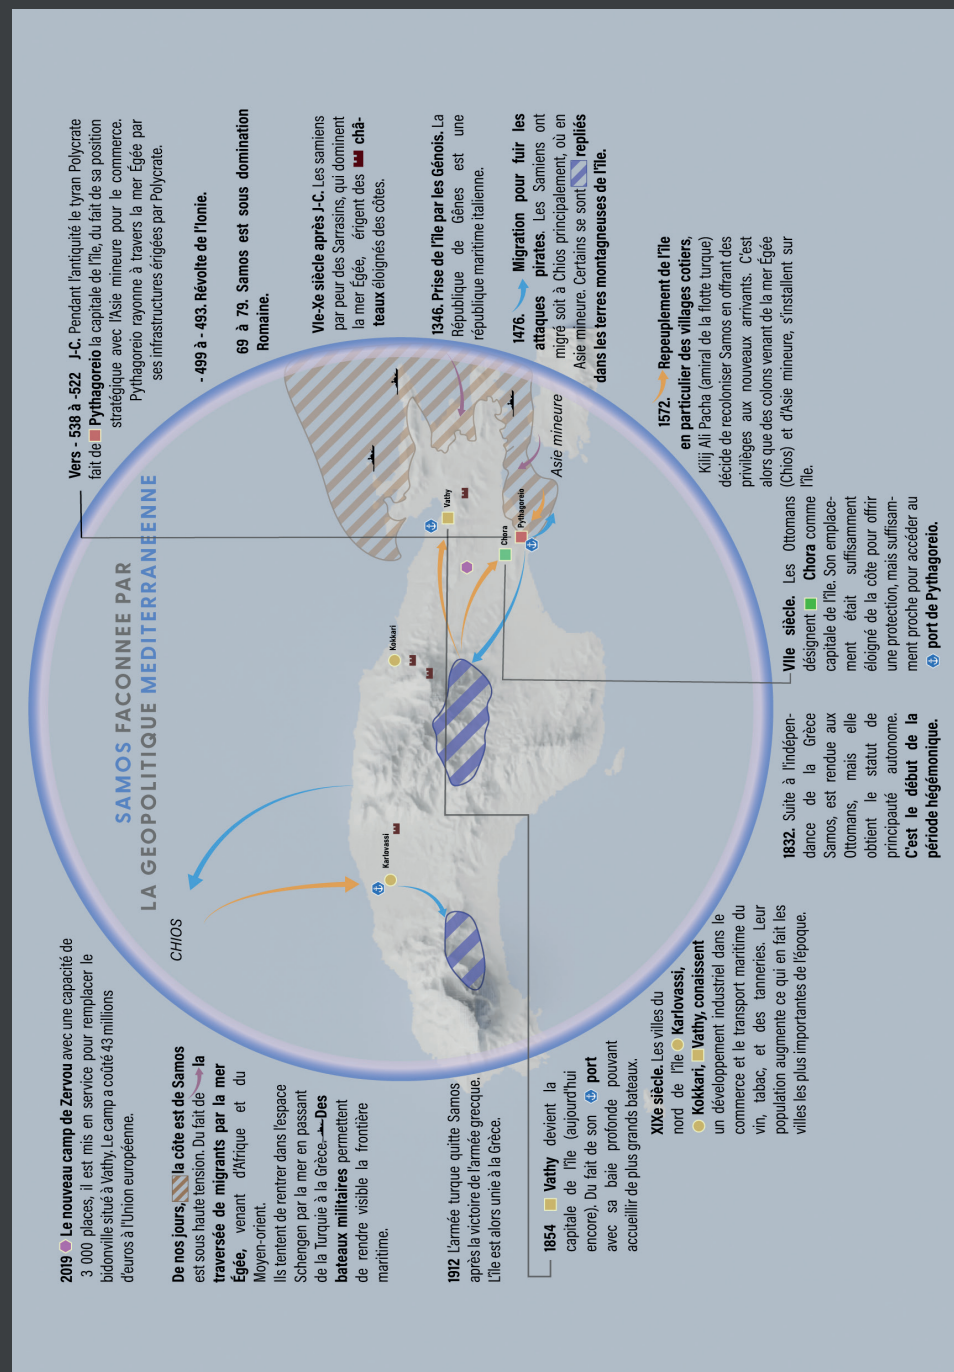 SAMOS FACONNEE PAR
LA GEOPOLITIQUE MEDITERRANEENNE
Vers - 538 à -522 J-C. Pendant l'antiquité le tyran Polycrate
fait de Pythagoreio la capitale de l'île, du fait de sa position
stratégique avec l'Asie mineure pour le commerce.
Pythagoreio rayonne à travers la mer Égée par
ses infrastructures érigées par Polycrate.
- 499 à - 493. Révolte de l'Ionie.
69 à 79. Samos est sous domination
Romaine.
VIe-Xe siècle après J-C. Les samiens
par peur des Sarrasins, qui dominent
la mer Égée, érigent des châ-
teaux éloignés des côtes.
1346. Prise de l'île par les Génois. La
République de Gênes est une
république maritime italienne.
1476. Migration pour fuir les
attaques pirates. Les Samiens ont
migré soit à Chios principalement, où en
Asie mineure. Certains se sont repliés
dans les terres montagneuses de l'île.
1572. Repeuplement de l'île
en particulier des villages cotiers,
Kilij Ali Pacha (amiral de la flotte turque)
décide de recoloniser Samos en offrant des
privilèges aux nouveaux arrivants. C'est
alors que des colons venant de la mer Égée
(Chios) et d'Asie mineure, s'installent sur
l'île.
VIIe siècle. Les Ottomans
désignent Chora comme
capitale de l'île. Son emplace-
ment était suffisamment
éloigné de la côte pour offrir
une protection, mais suffisam-
ment proche pour accéder au
port de Pythagoreio.
1832. Suite à l'indépen-
dance de la Grèce
Samos, est rendue aux
Ottomans, mais elle
obtient le statut de
principauté autonome.
C'est le début de la
période hégémonique.
XIXe siècle. Les villes du
nord de l'île Karlovassi,
Kokkari, Vathy, conaissent
un développement industriel dans le
commerce et le transport maritime du
vin, tabac, et des tanneries. Leur
population augmente ce qui en fait les
villes les plus importantes de l'époque.
1854 Vathy devient la
capitale de l'île (aujourd'hui
encore). Du fait de son port
avec sa baie profonde pouvant
accueillir de plus grands bateaux.
1912 L'armée turque quitte Samos
après la victoire de l'armée grecque.
L'île est alors unie à la Grèce.
De nos jours, la côte est de Samos
est sous haute tension. Du fait de la
traversée de migrants par la mer
Égée, venant d'Afrique et du
Moyen-orient.
Ils tentent de rentrer dans l'espace
Schengen par la mer en passant
de la Turquie à la Grèce. Des
bateaux militaires permettent
de rendre visible la frontière
maritime.
2019 Le nouveau camp de Zervou avec une capacité de
3 000 places, il est mis en service pour remplacer le
bidonville situé à Vathy. Le camp a coûté 43 millions
d'euros à l'Union européenne.
CHIOS
Karlovassi
Kokkari
Vathy
Chora
Pythagoreio
Asie mineure